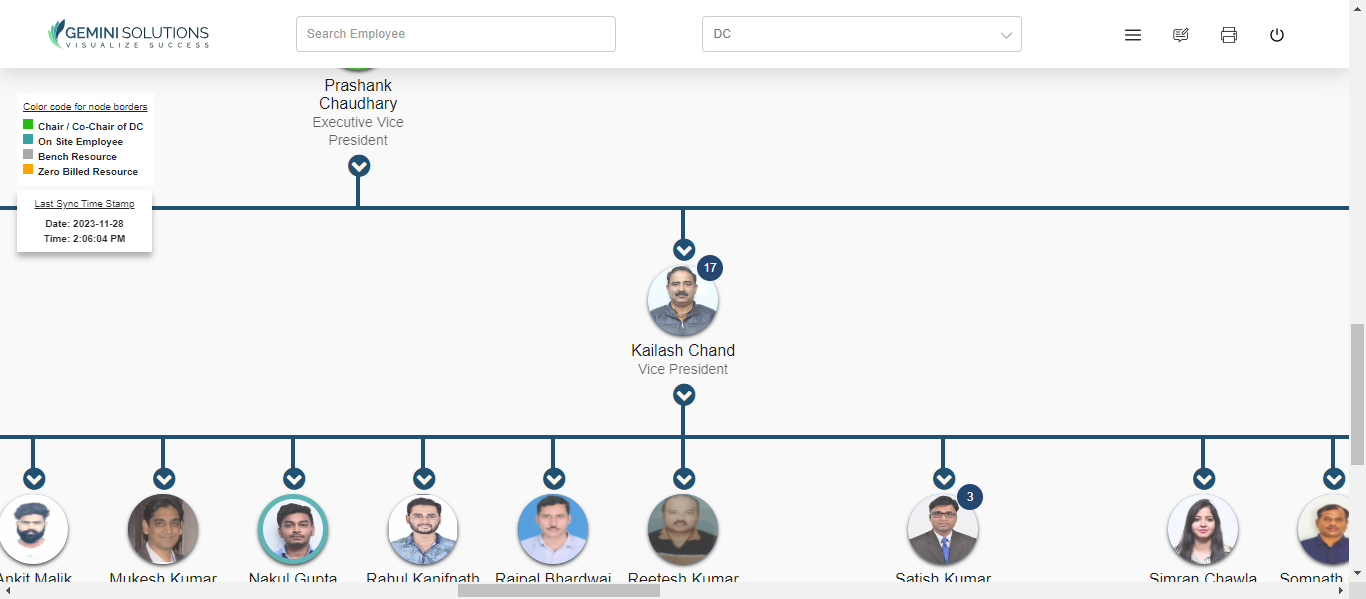 GEMINI SOLUTIONS
VISUALIZE SUCCESS
Search Employee
DC
Prashank
Chaudhary
Executive Vice
President
Color code for node borders
Chair / Co-Chair of DC
On Site Employee
Bench Resource
Zero Billed Resource
Last Sync Time Stamp
Date: 2023-11-28
Time: 2:06:04 PM
17
Kailash Chand
Vice President
3
Ankit Malik
Mukesh Kumar
Nakul Gupta
Rahul Kanifnath
Rajpal Bhardwaj
Reetesh Kumar
Satish Kumar
Simran Chawla
Somnath